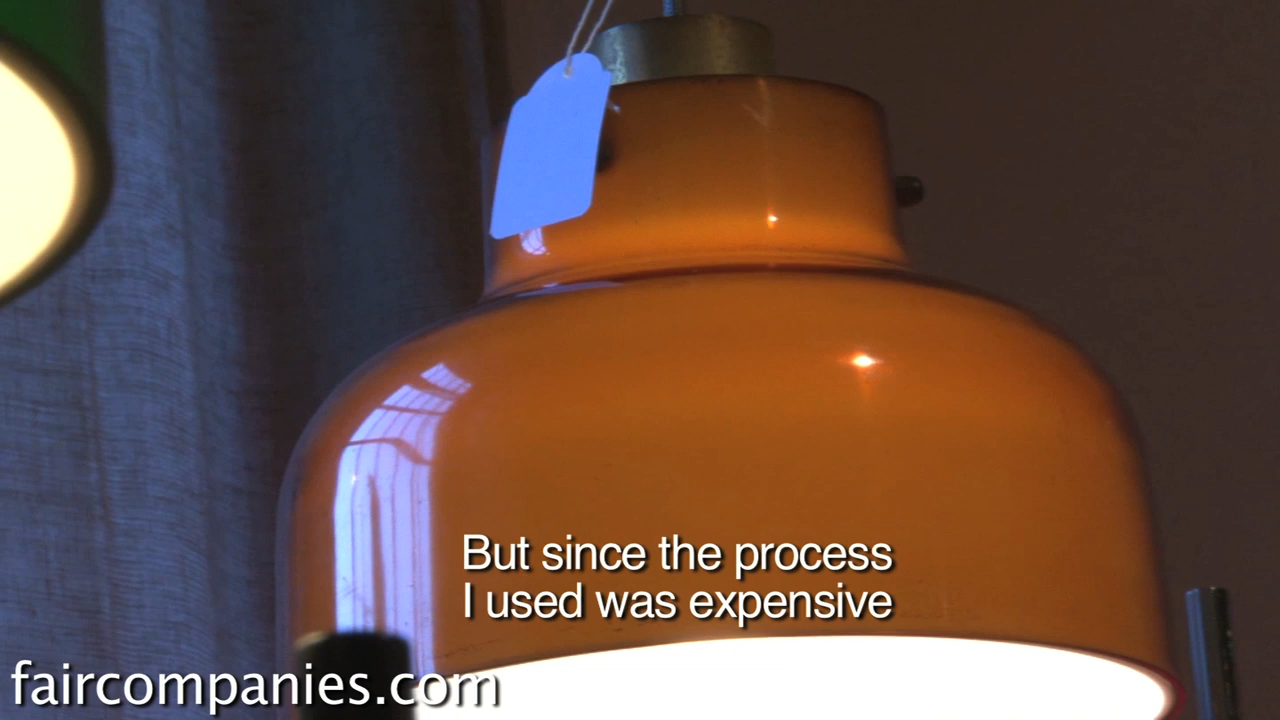 But since the process
I used was expensive
faircompanies.com